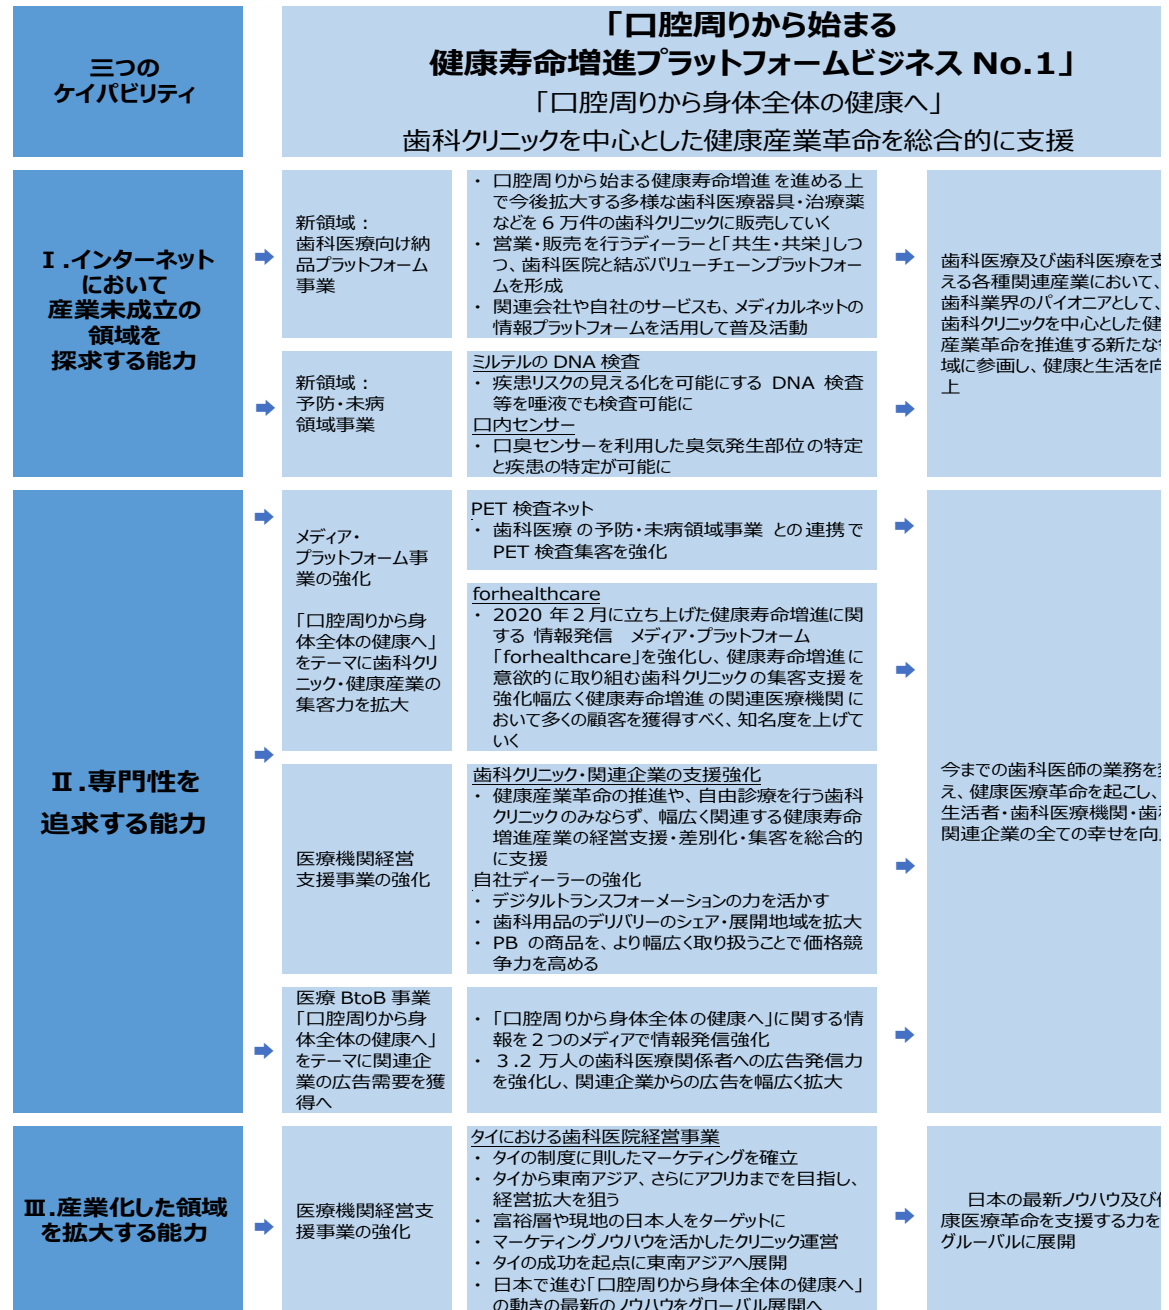 三つの
ケイパビリティ
「口腔周りから始まる
健康寿命増進プラットフォームビジネス No.1」
「口腔周りから身体全体の健康へ」
歯科クリニックを中心とした健康産業革命を総合的に支援
Ⅰ.インターネット
において
産業未成立の
領域を
探求する能力
新領域：
歯科医療向け納
品プラットフォーム
事業
・ 口腔周りから始まる健康寿命増進を進める上
で今後拡大する多様な歯科医療器具・治療薬
などを 6 万件の歯科クリニックに販売していく
・ 営業・販売を行うディーラーと「共生・共栄」しつ
つ、歯科医院と結ぶバリューチェーンプラットフォー
ムを形成
・ 関連会社や自社のサービスも、メディカルネットの
情報プラットフォームを活用して普及活動
新領域：
予防・未病
領域事業
ミルテルの DNA 検査
・ 疾患リスクの見える化を可能にする DNA 検査
等を唾液でも検査可能に
口内センサー
・ 口臭センサーを利用した臭気発生部位の特定
と疾患の特定が可能に
歯科医療及び歯科医療を支
える各種関連産業において、
歯科業界のパイオニアとして、
歯科クリニックを中心とした健
産業革命を推進する新たな
域に参画し、健康と生活を向
上
Ⅱ.専門性を
追求する能力
メディア・
プラットフォーム事
業の強化
「口腔周りから身
体全体の健康へ」
をテーマに歯科クリ
ニック・健康産業の
集客力を拡大
PET 検査ネット
・ 歯科医療の予防・未病領域事業 との連携で
PET 検査集客を強化
forhealthcare
・ 2020 年２月に立ち上げた健康寿命増進に関
する 情報発信 メディア・プラットフォーム
「forhealthcare」を強化し、健康寿命増進に
意欲的に取り組む歯科クリニックの集客支援を
強化幅広く健康寿命増進の関連医療機関に
おいて多くの顧客を獲得すべく、知名度を上げて
いく
医療機関経営
支援事業の強化
歯科クリニック・関連企業の支援強化
・ 健康産業革命の推進や、自由診療を行う歯科
クリニックのみならず、幅広く関連する健康寿命
増進産業の経営支援・差別化・集客を総合的
に支援
自社ディーラーの強化
・ デジタルトランスフォーメーションの力を活かす
・ 歯科用品のデリバリーのシェア・展開地域を拡大
・ PB の商品を、より幅広く取り扱うことで価格競
争力を高める
医療 BtoB 事業
「口腔周りから身
体全体の健康へ」
をテーマに関連企
業の広告需要を獲
得へ
・ 「口腔周りから身体全体の健康へ」に関する情
報を２つのメディアで情報発信強化
・ 3.2 万人の歯科医療関係者への広告発信力
を強化し、関連企業からの広告を幅広く拡大
今までの歯科医師の業務を
え、健康医療革命を起こし、
生活者・歯科医療機関・歯
関連企業の全ての幸せを向
Ⅲ.産業化した領域
を拡大する能力
医療機関経営支
援事業の強化
タイにおける歯科医院経営事業
・ タイの制度に則したマーケティングを確立
・ タイから東南アジア、さらにアフリカまでを目指し、
経営拡大を狙う
・ 富裕層や現地の日本人をターゲットに
・ マーケティングノウハウを活かしたクリニック運営
・ タイの成功を起点に東南アジアへ展開
・ 日本で進む「口腔周りから身体全体の健康へ」
の動きの最新のノウハウをグローバル展開へ
日本の最新ノウハウ及び
康医療革命を支援する力を
グルーバルに展開